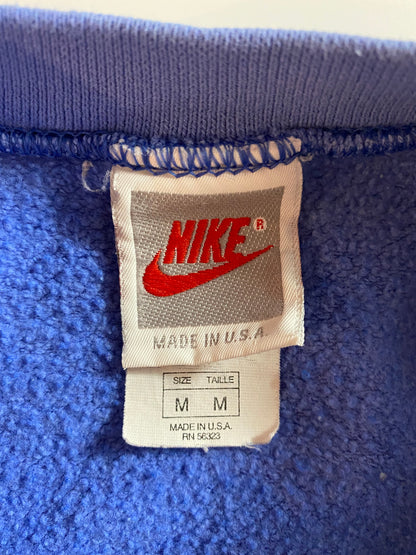 NIKE®
MADE IN U.S.A
SIZE TAILLE
M M
MADE IN U.S.A.
RN 56323